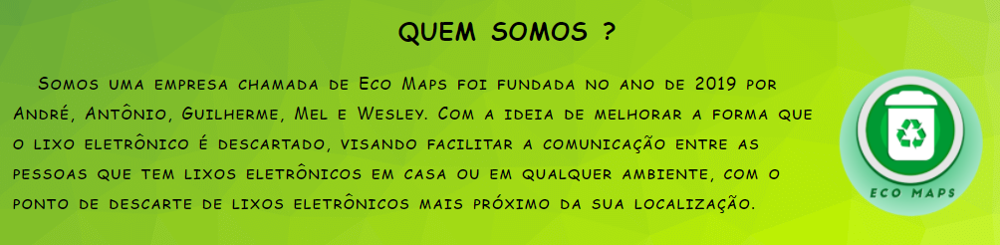 QUEM SOMOS ?
SOMOS UMA EMPRESA CHAMADA DE ECO MAPS FOI FUNDADA NO ANO DE 2019 POR
ANDRÉ, ANTÔNIO, GUILHERME, MEL E WESLEY. COM A IDEIA DE MELHORAR A FORMA QUE
O LIXO ELETRÔNICO É DESCARTADO, VISANDO FACILITAR A COMUNICAÇÃO ENTRE AS
PESSOAS QUE TEM LIXOS ELETRÔNICOS EM CASA OU EM QUALQUER AMBIENTE, COM O
PONTO DE DESCARTE DE LIXOS ELETRÔNICOS MAIS PRÓXIMO DA SUA LOCALIZAÇÃO.
ECO MAPS